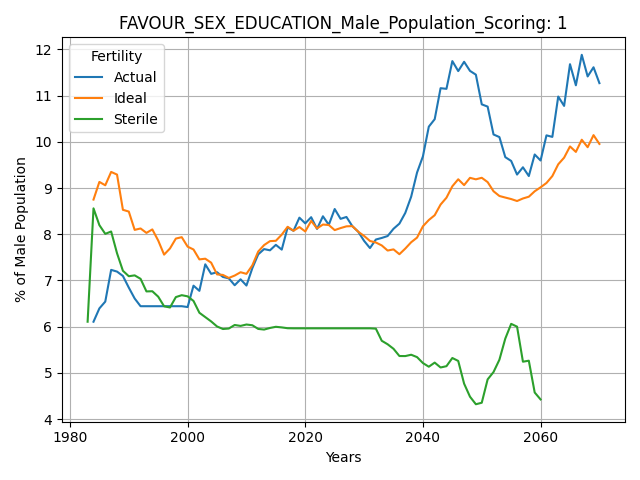 FAVOUR_SEX_EDUCATION_Male_Population_Scoring: 1
Fertility
Actual
Ideal
Sterile
% of Male Population
12
11
10
9
8
7
6
5
4
1980 2000 2020 2040 2060
Years